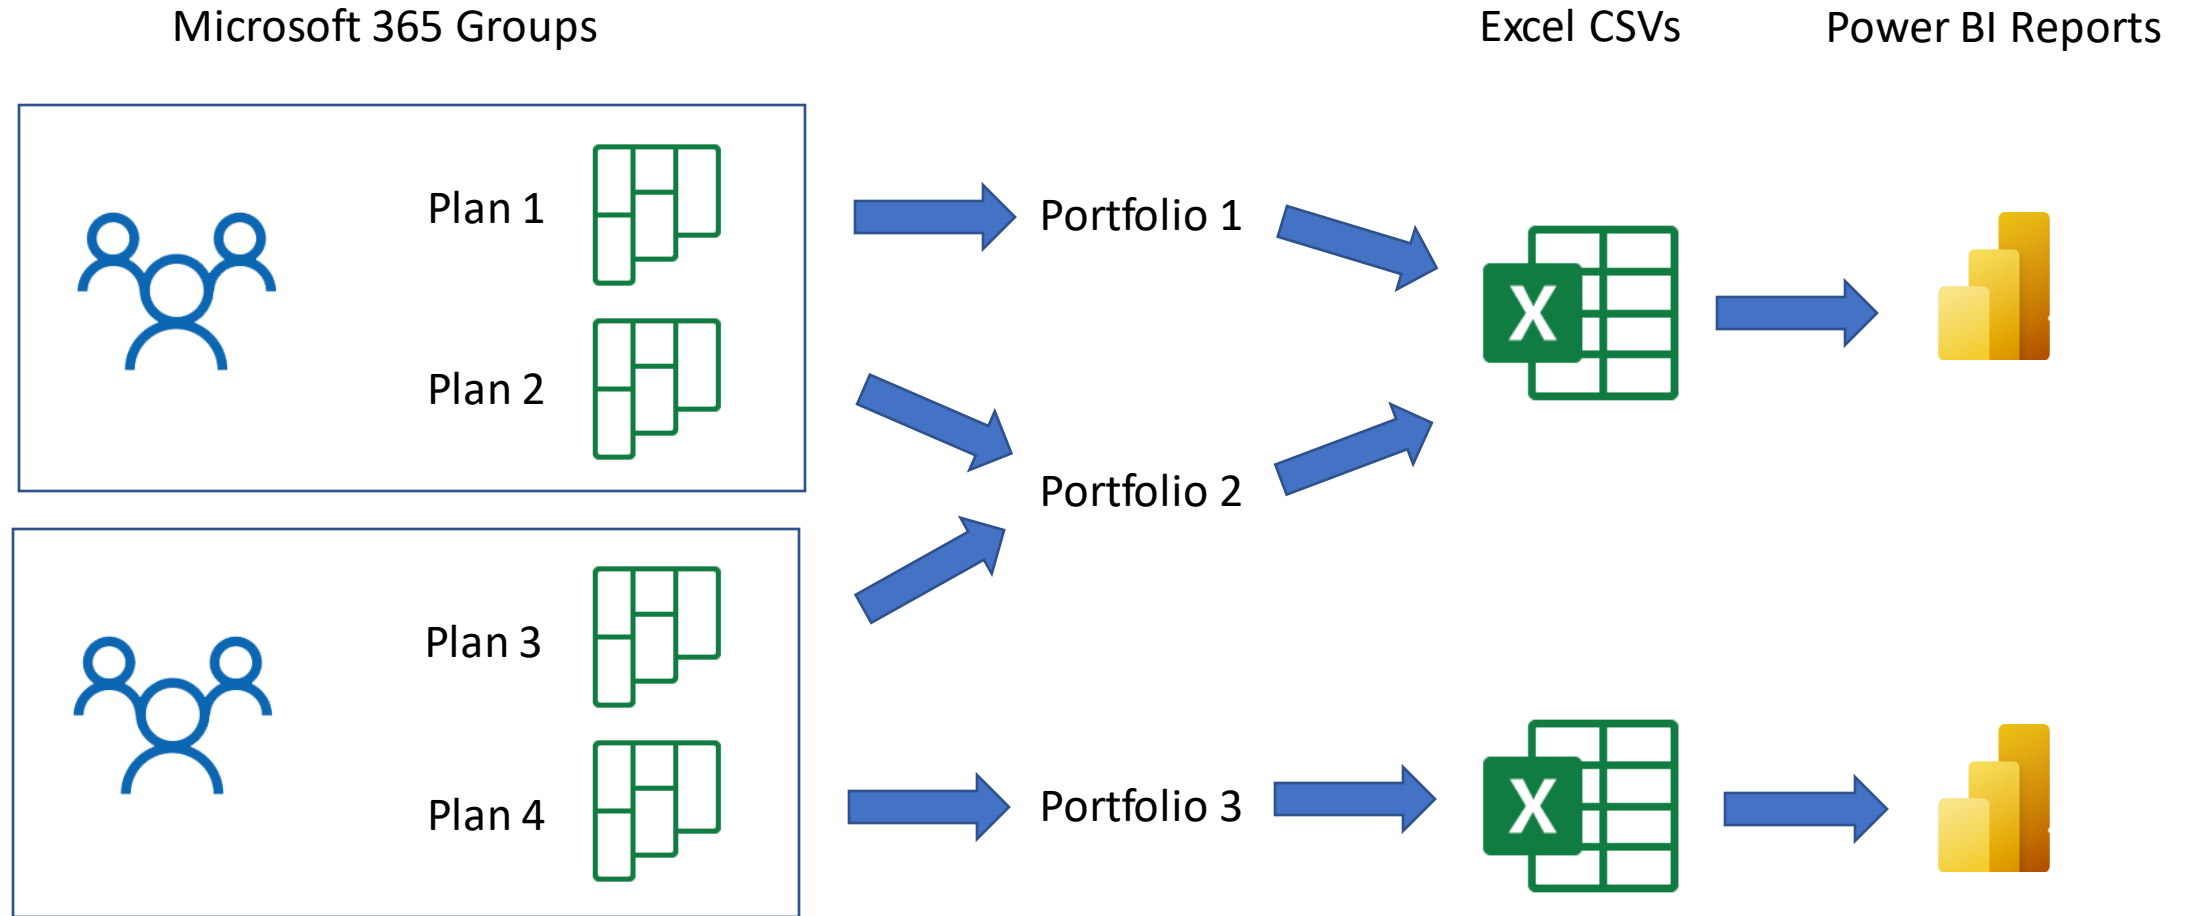 Microsoft 365 Groups
Excel CSVs
Power BI Reports
Plan 1
Portfolio 1
X
Plan 2
Portfolio 2
Plan 3
Plan 4
Portfolio 3
X